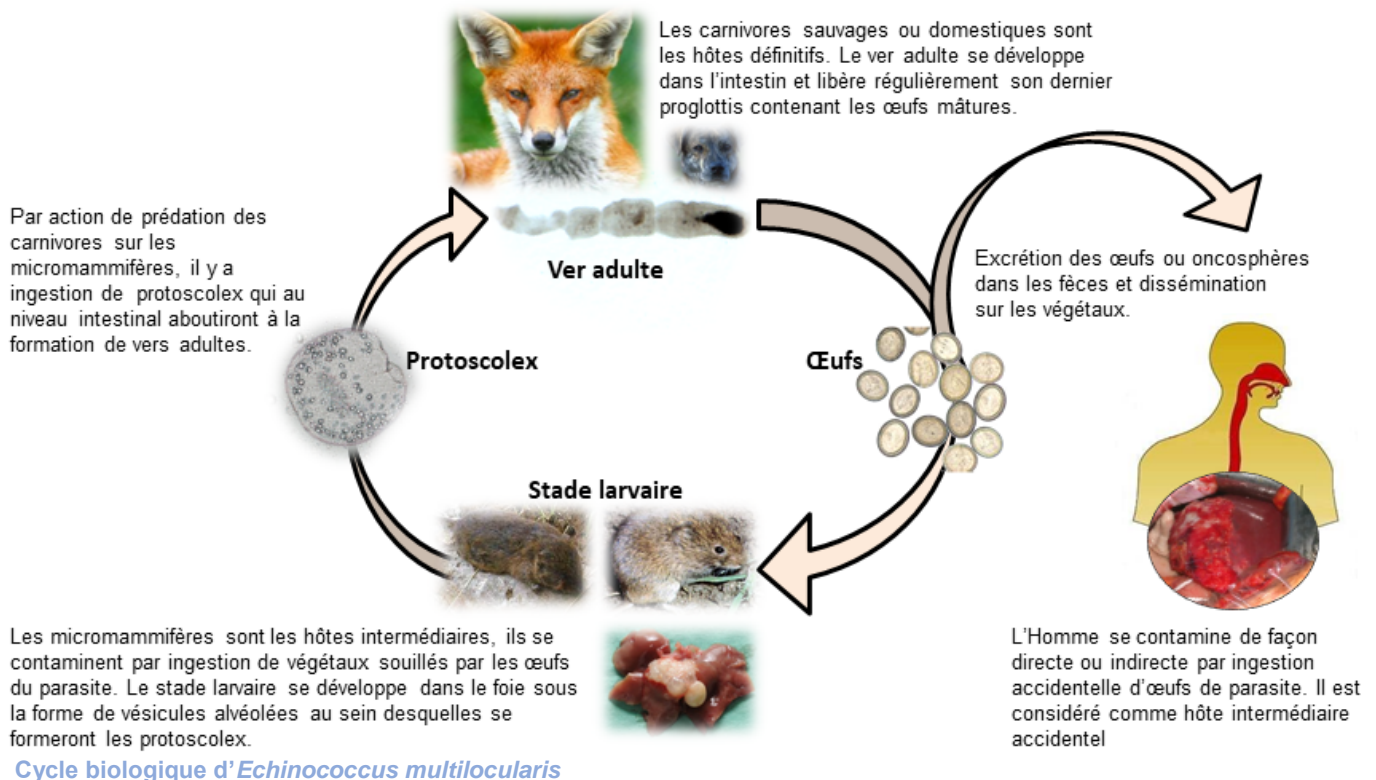 Les carnivores sauvages ou domestiques sont
les hôtes définitifs. Le ver adulte se développe
dans l'intestin et libère régulièrement son dernier
proglottis contenant les œufs mâtures.
Par action de prédation des
carnivores sur les
micromammifères, il y a
ingestion de protoscolex qui au
niveau intestinal aboutiront à la
formation de vers adultes.
Ver adulte
Excrétion des œufs ou oncosphères
dans les fèces et dissémination
sur les végétaux.
Protoscolex
Œufs
Stade larvaire
Les micromammifères sont les hôtes intermédiaires, ils se
contaminent par ingestion de végétaux souillés par les œufs
du parasite. Le stade larvaire se développe dans le foie sous
la forme de vésicules alvéolées au sein desquelles se
formeront les protoscolex.
L'Homme se contamine de façon
directe ou indirecte par ingestion
accidentelle d'œufs de parasite. Il est
considéré comme hôte intermédiaire
accidentel
Cycle biologique d'Echinococcus multilocularis